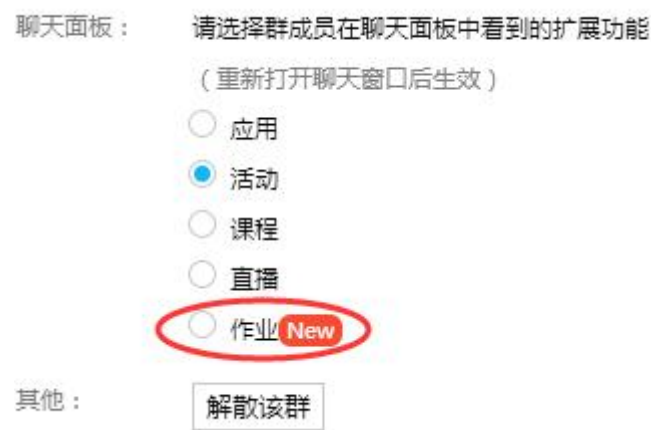 聊天面板： 请选择群成员在聊天面板中看到的扩展功能
（重新打开聊天窗口后生效）
应用
活动
课程
直播
作业 New
其他： 解散该群